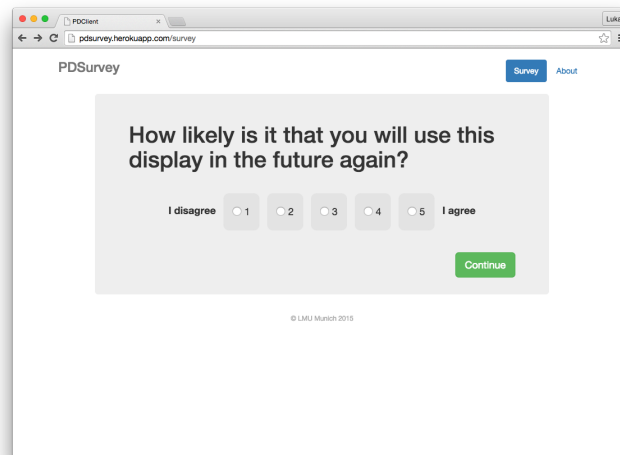 PDClient
Luka
pdsurvey.herokuapp.com/survey
PDSurvey
Survey
About
How likely is it that you will use this
display in the future again?
I disagree 1 2 3 4 5 I agree
Continue
© LMU Munich 2015